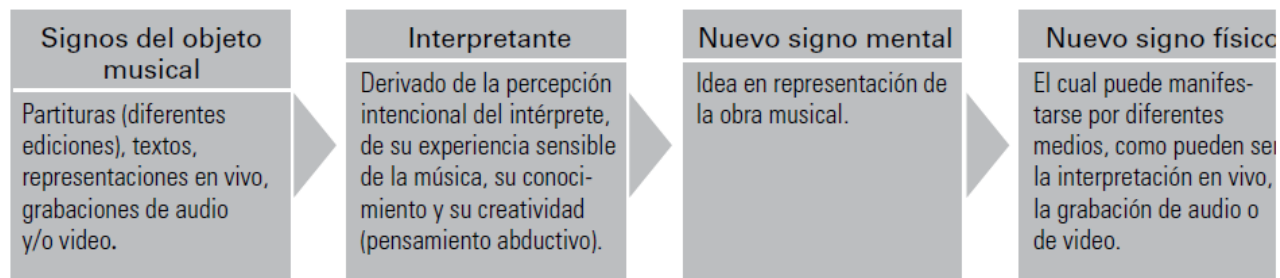 Signos del objeto
musical
Partituras (diferentes
ediciones), textos,
representaciones en vivo,
grabaciones de audio
y/o video.
Interpretante
Derivado de la percepción
intencional del intérprete,
de su experiencia sensible
de la música, su conoci-
miento y su creatividad
(pensamiento abductivo).
Nuevo signo mental
Idea en representación de
la obra musical.
Nuevo signo físico
El cual puede manifes-
tarse por diferentes
medios, como pueden ser
la interpretación en vivo,
la grabación de audio o
de video.